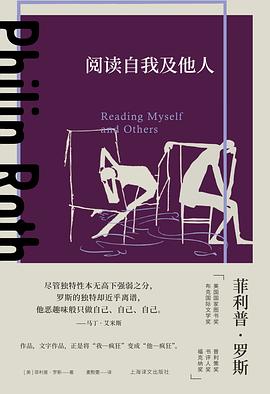 Philip Roth
阅读自我及他人
Reading Myself
and Others
尽管独特性本无高下强弱之分，
罗斯的独特却近乎离谱，
他恶趣味般只做自己、自己、自己。
——马丁·艾米斯
作品，文字作品，正是将“我—疯狂”变成“他—疯狂”。
菲利普·罗斯
美国国家图书奖
布克国际文学奖
普利策奖
书评人奖
福克纳奖
[美] 菲利普·罗斯——著
上海译文出版社